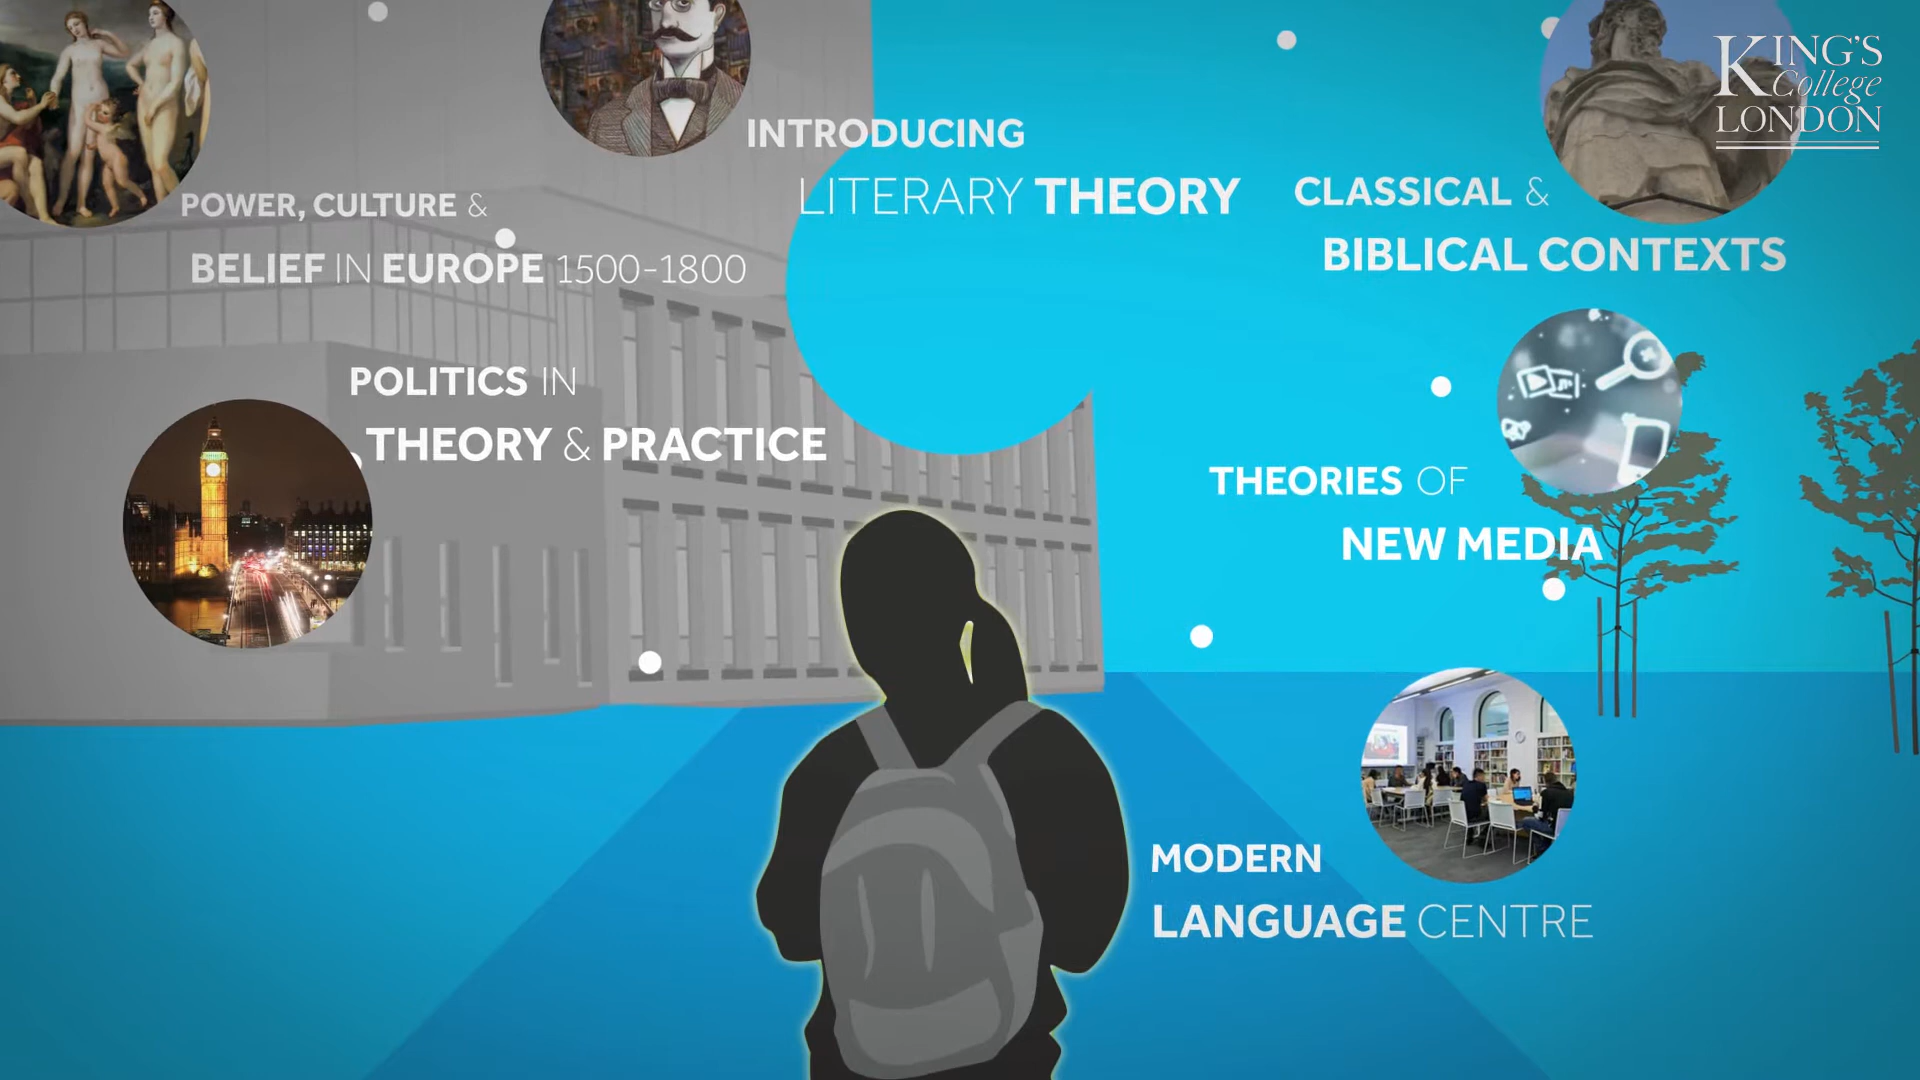 KING'S
College
LONDON
INTRODUCING
LITERARY THEORY
POWER, CULTURE &
BELIEF IN EUROPE 1500-1800
CLASSICAL &
BIBLICAL CONTEXTS
POLITICS IN
THEORY & PRACTICE
THEORIES OF
NEW MEDIA
MODERN
LANGUAGE CENTRE